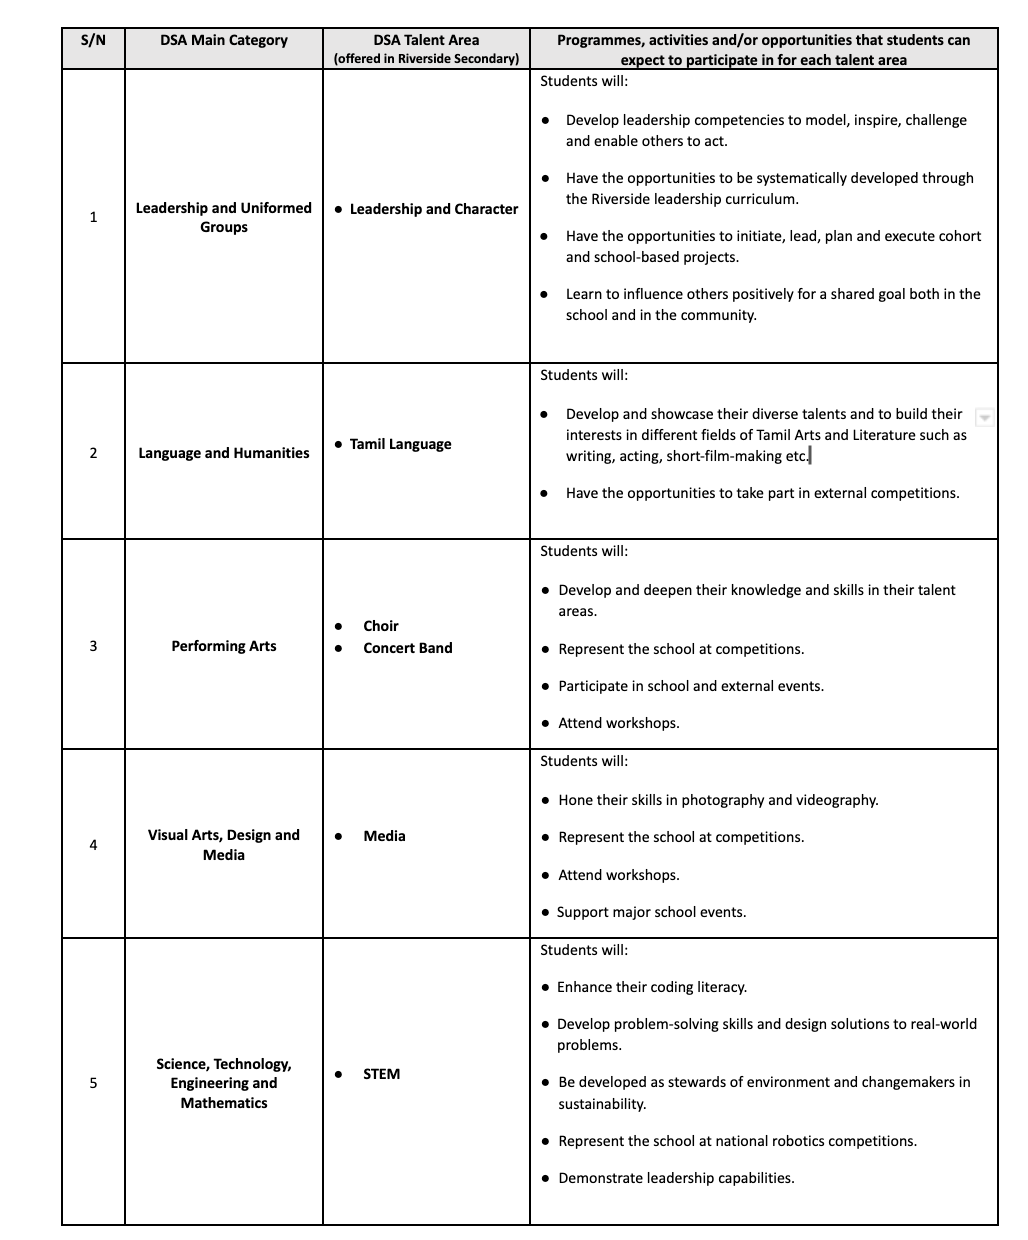 S/N
DSA Main Category
DSA Talent Area
(offered in Riverside Secondary)
Programmes, activities and/or opportunities that students can
expect to participate in for each talent area
1
Leadership and Uniformed
Groups
● Leadership and Character
Students will:
● Develop leadership competencies to model, inspire, challenge
and enable others to act.
● Have the opportunities to be systematically developed through
the Riverside leadership curriculum.
● Have the opportunities to initiate, lead, plan and execute cohort
and school-based projects.
● Learn to influence others positively for a shared goal both in the
school and in the community.
2
Language and Humanities
● Tamil Language
Students will:
● Develop and showcase their diverse talents and to build their
interests in different fields of Tamil Arts and Literature such as
writing, acting, short-film-making etc.
● Have the opportunities to take part in external competitions.
3
Performing Arts
● Choir
● Concert Band
Students will:
● Develop and deepen their knowledge and skills in their talent
areas.
● Represent the school at competitions.
● Participate in school and external events.
● Attend workshops.
4
Visual Arts, Design and
Media
● Media
Students will:
● Hone their skills in photography and videography.
● Represent the school at competitions.
● Attend workshops.
● Support major school events.
5
Science, Technology,
Engineering and
Mathematics
● STEM
Students will:
● Enhance their coding literacy.
● Develop problem-solving skills and design solutions to real-world
problems.
● Be developed as stewards of environment and changemakers in
sustainability.
● Represent the school at national robotics competitions.
● Demonstrate leadership capabilities.